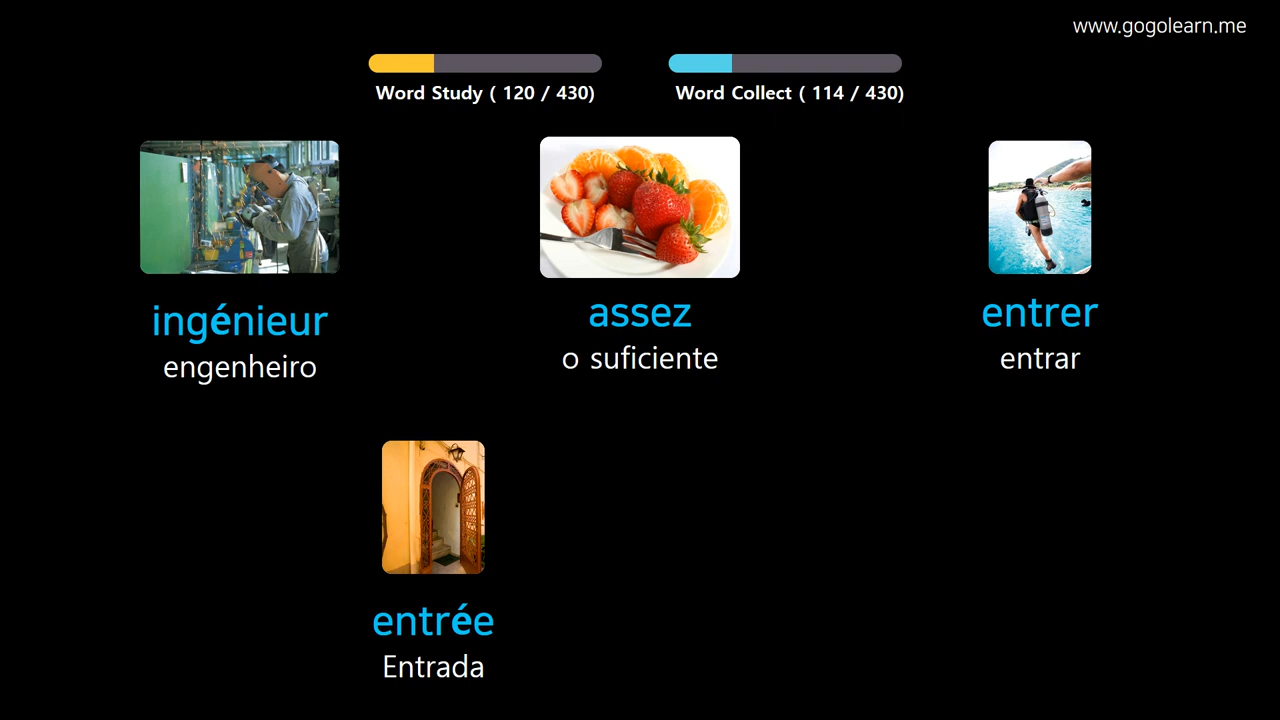 www.gogolearn.me
Word Study ( 120 / 430)
Word Collect ( 114 / 430)
ingénieur
engenheiro
assez
o suficiente
entrer
entrar
entrée
Entrada